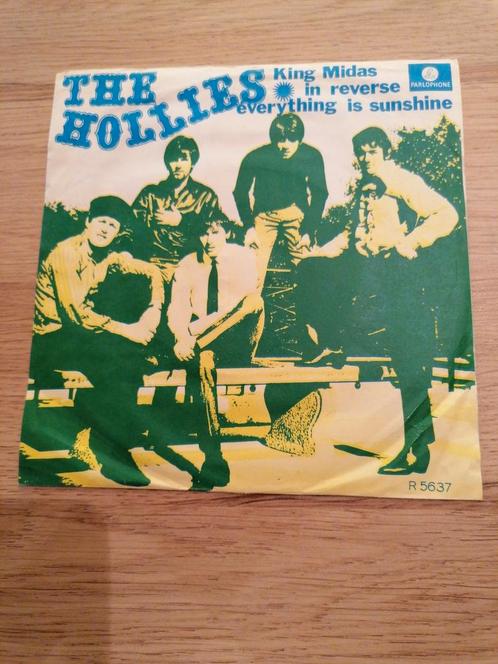 THE
HOLLIES
King Midas
in reverse
everything is sunshine
PARLOPHONE
R 5637